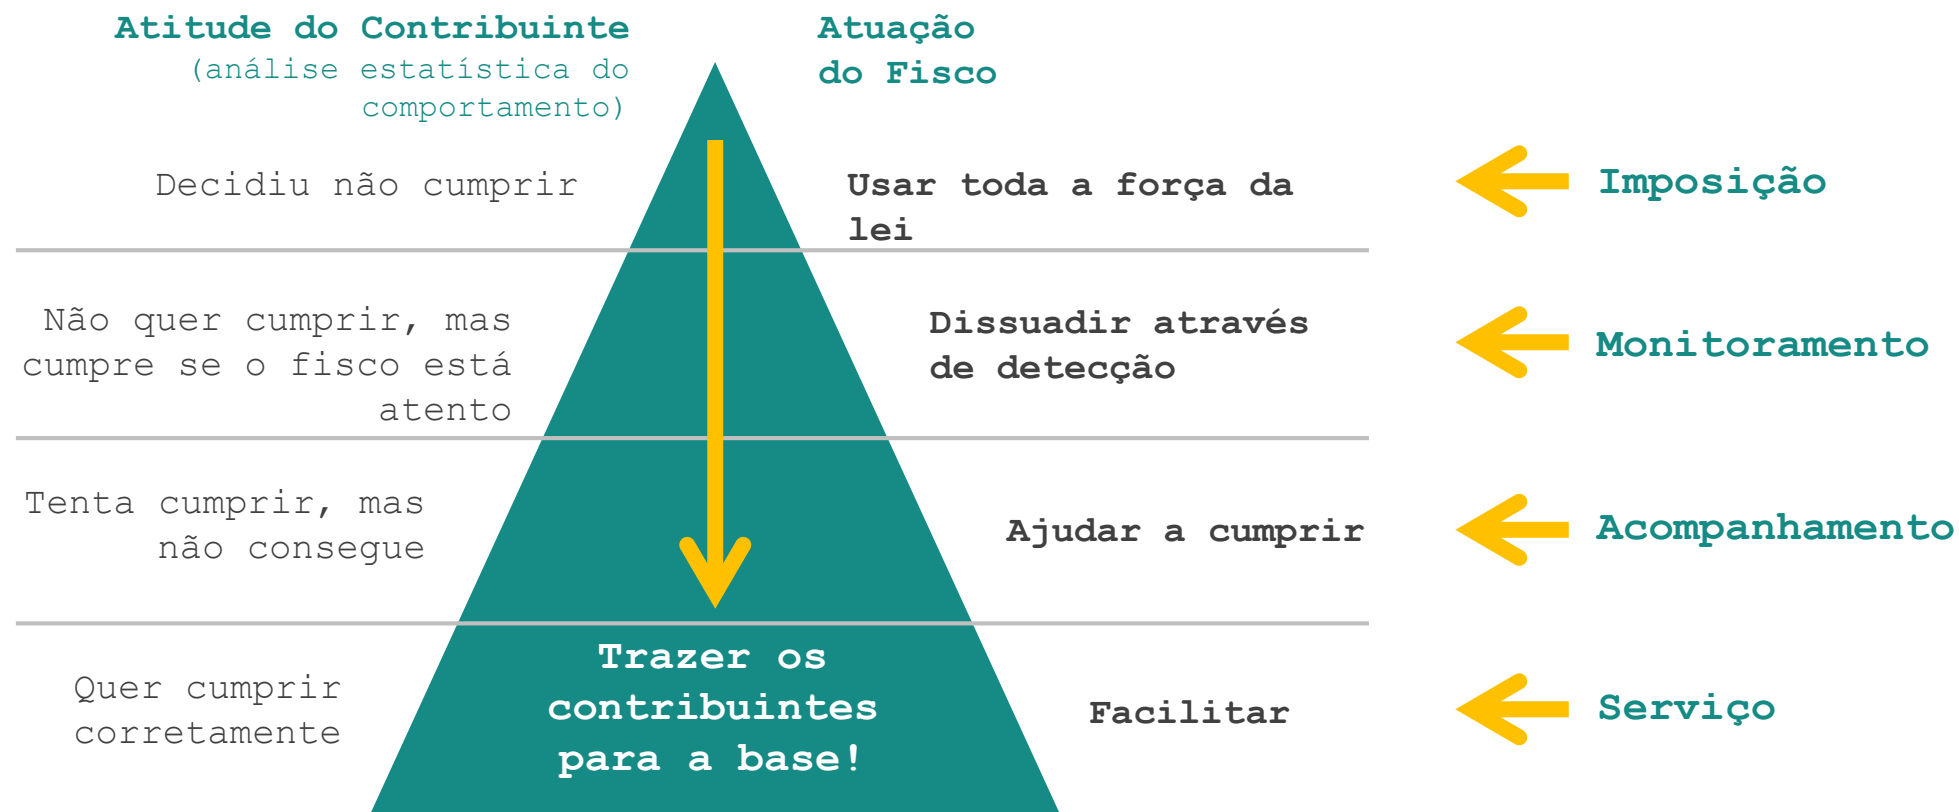 Atitude do Contribuinte
(análise estatística do
comportamento)
Atuação
do Fisco
Decidiu não cumprir
Usar toda a força da
lei
Imposição
Não quer cumprir, mas
cumpre se o fisco está
atento
Dissuadir através
de detecção
Monitoramento
Tenta cumprir, mas
não consegue
Ajudar a cumprir
Acompanhamento
Quer cumprir
corretamente
Trazer os
contribuintes
para a base!
Facilitar
Serviço